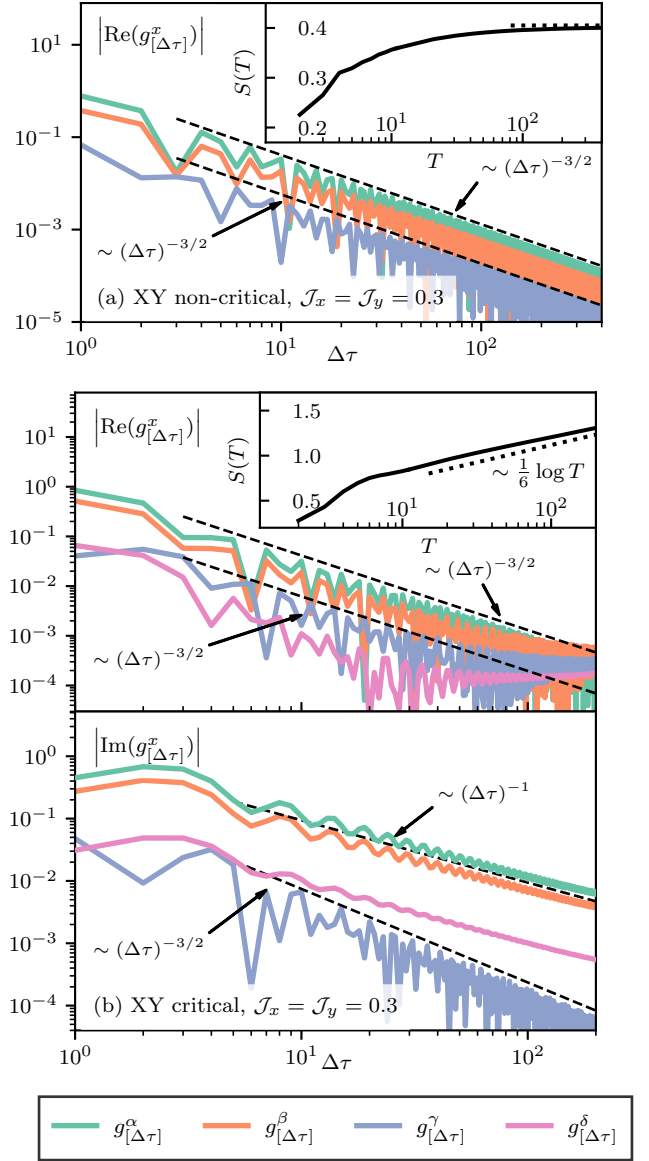 |Re(g^x_{[Δτ]})|
10^1
10^{-1}
10^{-3}
10^{-5}
S(T)
0.4
0.3
0.2
10^1
10^2
T
∼ (Δτ)^{-3/2}
∼ (Δτ)^{-3/2}
(a) XY non-critical, 𝒥_x = 𝒥_y = 0.3
10^0
10^1
10^2
Δτ
|Re(g^x_{[Δτ]})|
10^1
10^0
10^{-1}
10^{-2}
10^{-3}
10^{-4}
S(T)
1.5
1.0
0.5
∼ 1/6 log T
10^1
10^2
T
∼ (Δτ)^{-3/2}
∼ (Δτ)^{-3/2}
|Im(g^x_{[Δτ]})|
10^0
10^{-1}
10^{-2}
10^{-3}
10^{-4}
∼ (Δτ)^{-1}
∼ (Δτ)^{-3/2}
(b) XY critical, 𝒥_x = 𝒥_y = 0.3
10^0
10^1
10^2
Δτ
g^α_{[Δτ]} g^β_{[Δτ]} g^γ_{[Δτ]} g^δ_{[Δτ]}